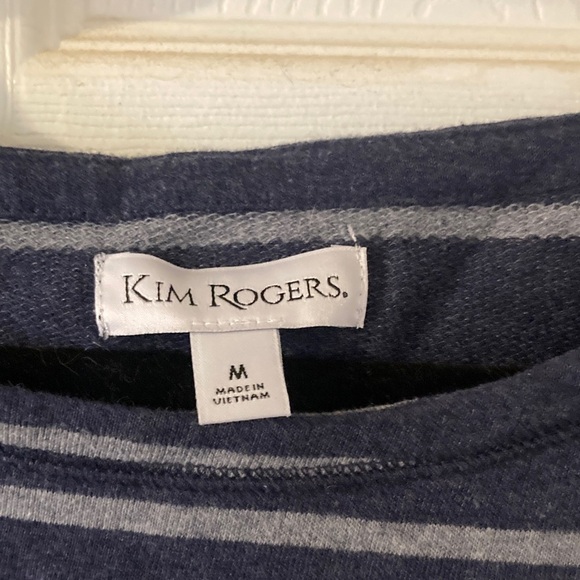 KIM ROGERS.
M
MADE IN
VIETNAM